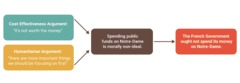 Cost-Effectiveness Argument:
"it's not worth the money"
Humanitarian Argument:
"there are more important things
we should be focusing on first"
Spending public
funds on Notre-Dame
is morally non-ideal.
The French Government
ought not spend its money
on Notre-Dame.